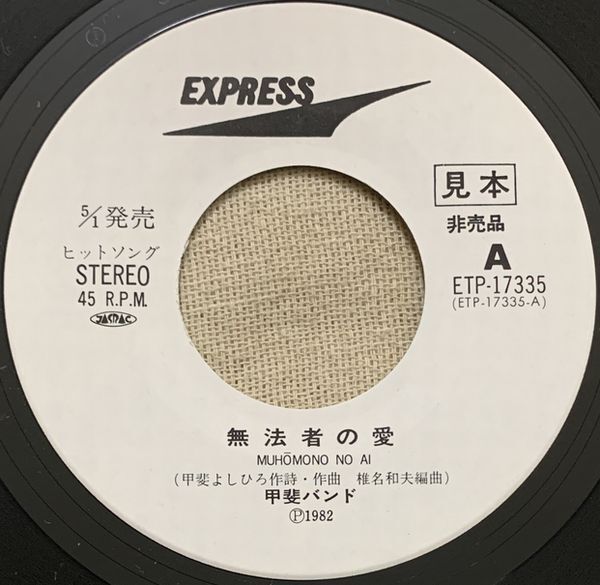 EXPRESS
見本
非売品
A
ETP-17335
(ETP-17335-A)
5/1発売
ヒットソング
STEREO
45 R.P.M.
JASRAC
無法者の愛
MUHŌMONO NO AI
(甲斐よしひろ作詩・作曲 椎名和夫編曲)
甲斐バンド
Ⓟ1982